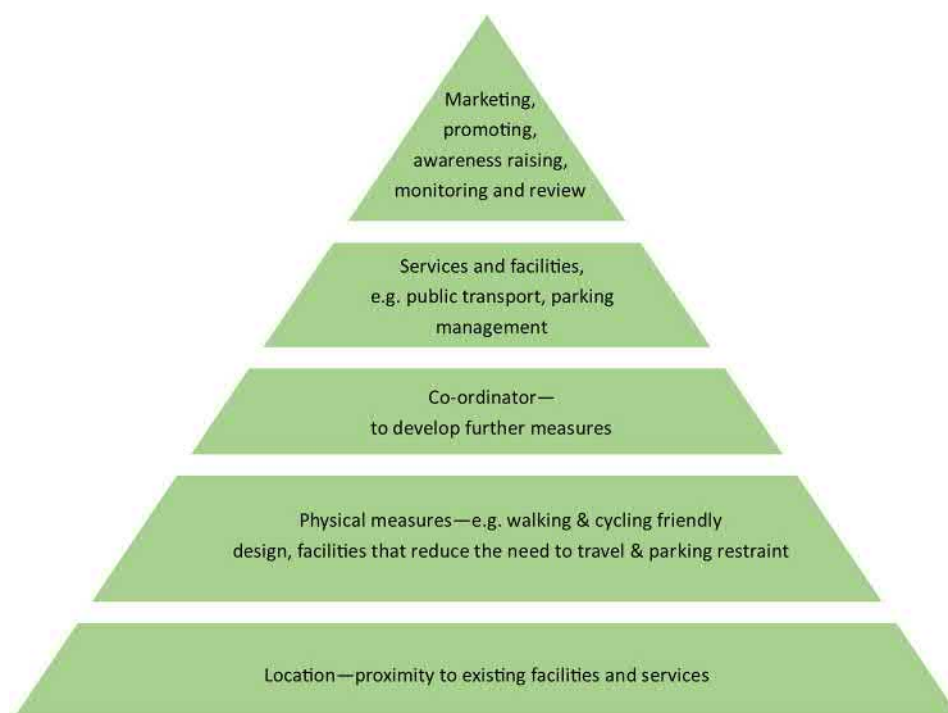 Marketing,
promoting,
awareness raising,
monitoring and review
Services and facilities,
e.g. public transport, parking
management
Co-ordinator—
to develop further measures
Physical measures—e.g. walking & cycling friendly
design, facilities that reduce the need to travel & parking restraint
Location—proximity to existing facilities and services